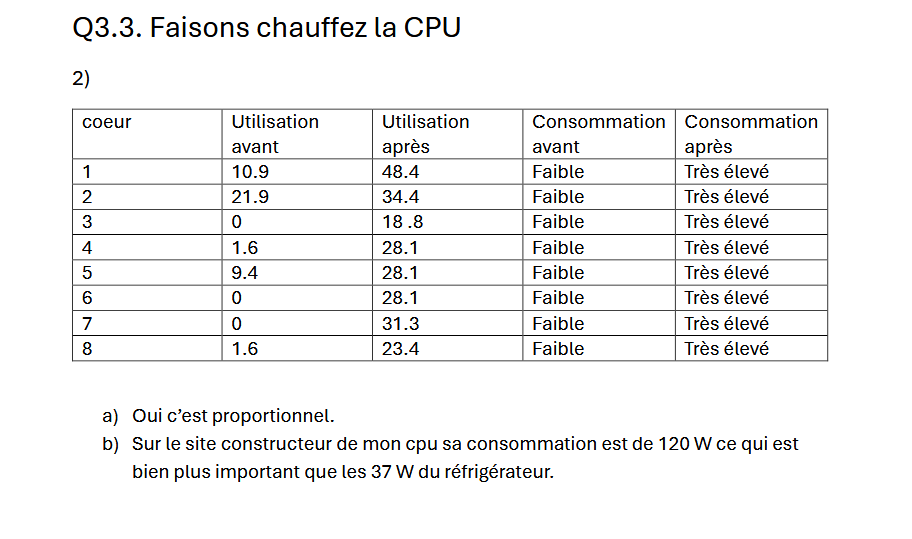 Q3.3. Faisons chauffez la CPU
2)
coeur Utilisation avant Utilisation après Consommation avant Consommation après
1 10.9 48.4 Faible Très élevé
2 21.9 34.4 Faible Très élevé
3 0 18 .8 Faible Très élevé
4 1.6 28.1 Faible Très élevé
5 9.4 28.1 Faible Très élevé
6 0 28.1 Faible Très élevé
7 0 31.3 Faible Très élevé
8 1.6 23.4 Faible Très élevé
a) Oui c’est proportionnel.
b) Sur le site constructeur de mon cpu sa consommation est de 120 W ce qui est
bien plus important que les 37 W du réfrigérateur.